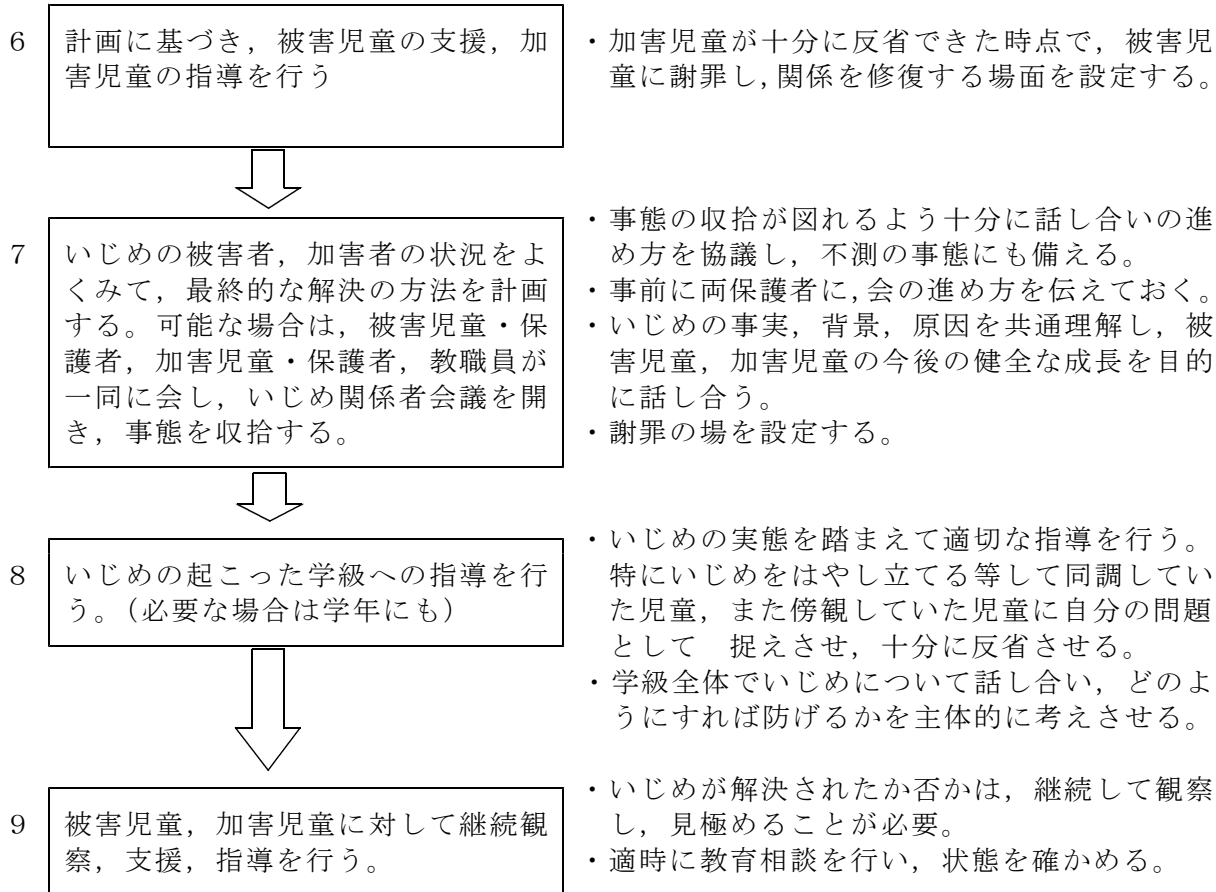 6
計画に基づき，被害児童の支援，加
害児童の指導を行う
・加害児童が十分に反省できた時点で，被害児
童に謝罪し,関係を修復する場面を設定する。
7
いじめの被害者，加害者の状況をよ
くみて，最終的な解決の方法を計画
する。可能な場合は，被害児童・保
護者，加害児童・保護者，教職員が
一同に会し，いじめ関係者会議を開
き，事態を収拾する。
・事態の収拾が図れるよう十分に話し合いの進
め方を協議し，不測の事態にも備える。
・事前に両保護者に,会の進め方を伝えておく。
・いじめの事実，背景，原因を共通理解し，被
害児童，加害児童の今後の健全な成長を目的
に話し合う。
・謝罪の場を設定する。
8
いじめの起こった学級への指導を行
う。（必要な場合は学年にも）
・いじめの実態を踏まえて適切な指導を行う。
特にいじめをはやし立てる等して同調してい
た児童，また傍観していた児童に自分の問題
として　捉えさせ，十分に反省させる。
・学級全体でいじめについて話し合い，どのよ
うにすれば防げるかを主体的に考えさせる。
9
被害児童，加害児童に対して継続観
察，支援，指導を行う。
・いじめが解決されたか否かは，継続して観察
し，見極めることが必要。
・適時に教育相談を行い，状態を確かめる。